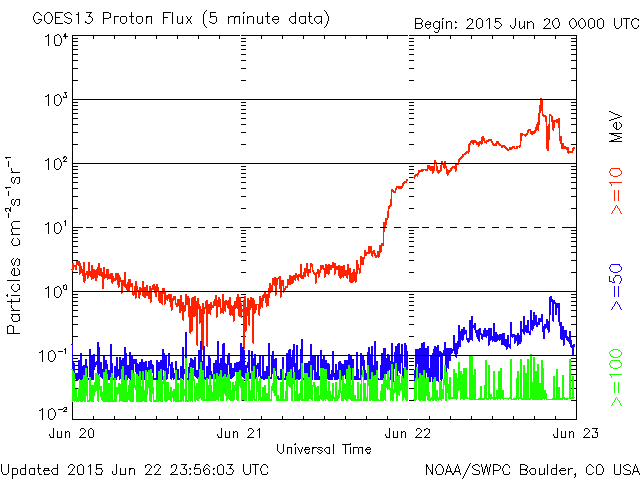 GOES13 Proton Flux (5 minute data)
Begin: 2015 Jun 20 0000 UTC
Particles cm⁻²s⁻¹sr⁻¹
10⁴
10³
10²
10¹
10⁰
10⁻¹
10⁻²
>=10
>=50
>=100
MeV
Jun 20
Jun 21
Jun 22
Jun 23
Universal Time
Updated 2015 Jun 22 23:56:03 UTC
NOAA/SWPC Boulder, CO USA